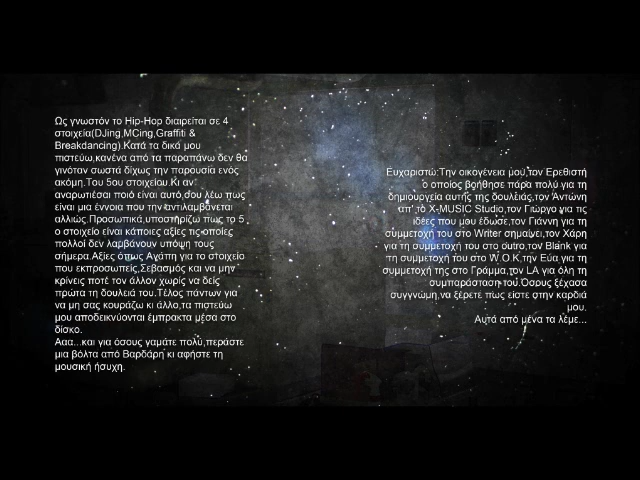 Ως γνωστόν το Hip-Hop διαιρείται σε 4
στοιχεία(DJing,MCing,Graffiti &
Breakdancing).Κατά τα δικά μου
πιστεύω,κανένα από τα παραπάνω δεν θα
γινόταν σωστά δίχως την παρουσία ενός
ακόμη.Του 5ου στοιχείου.Κι αν
αναρωτιέσαι ποιό είναι αυτό,σου λέω πως
είναι μια έννοια που την αντιλαμβάνεται
αλλιώς.Προσωπικά,υποστηρίζω πως το 5
ο στοιχείο είναι κάποιες αξίες τις οποίες
πολλοί δεν λαμβάνουν υπόψη τους
σήμερα.Αξίες όπως Αγάπη για το στοιχείο
που εκπροσωπείς,Σεβασμός και να μην
κρίνεις ποτέ τον άλλον χωρίς να δείς
πρώτα τη δουλειά του.Τέλος πάντων για
να μη σας κουράζω κι άλλο,τα πιστεύω
μου αποδεικνύονται έμπρακτα μέσα στο
δίσκο.
Ααα...και για όσους γαμάτε πολύ,περάστε
μια βόλτα από Βαρδάρη κι αφήστε τη
μουσική ήσυχη.
Ευχαριστώ:Την οικογένεια μου,τον Ερεθιστή
ο οποίος βοήθησε πάρα πολύ για τη
δημιουργεία αυτής της δουλειάς,τον Αντώνη
απ' το X-MUSIC Studio,τον Γιώργο για τις
ιδέες που μου έδωσε,τον Γιάννη για τη
συμμετοχή του στο Writer σημαίνει,τον Χάρη
για τη συμμετοχή του στο outro,τον Blank για
τη συμμετοχή του στο W.O.K,την Εύα για τη
συμμετοχή της στο Γράμμα,τον LA για όλη τη
συμπαράσταση του.Όσους ξέχασα
συγγνώμη,να ξέρετε πως είστε στην καρδιά
μου.
Αυτά από μένα τα λέμε...